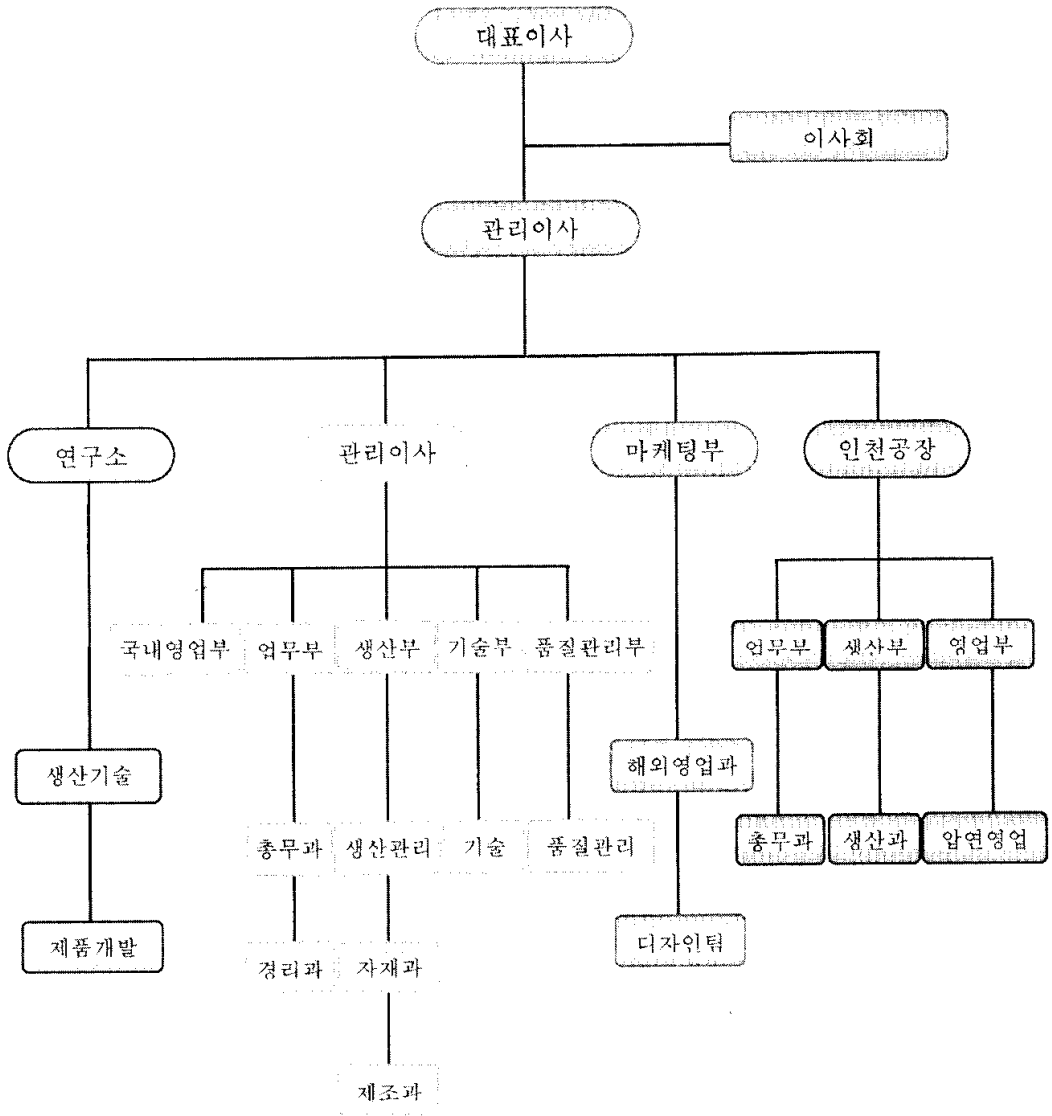 대표이사
이사회
관리이사
연구소
관리이사
마케팅부
인천공장
국내영업부 업무부 생산부 기술부 품질관리부
업무부 생산부 영업부
생산기술
해외영업과
총무과 생산관리 기술 품질관리
총무과 생산과 압연영업
제품개발
경리과 자재과
디자인팀
제조과